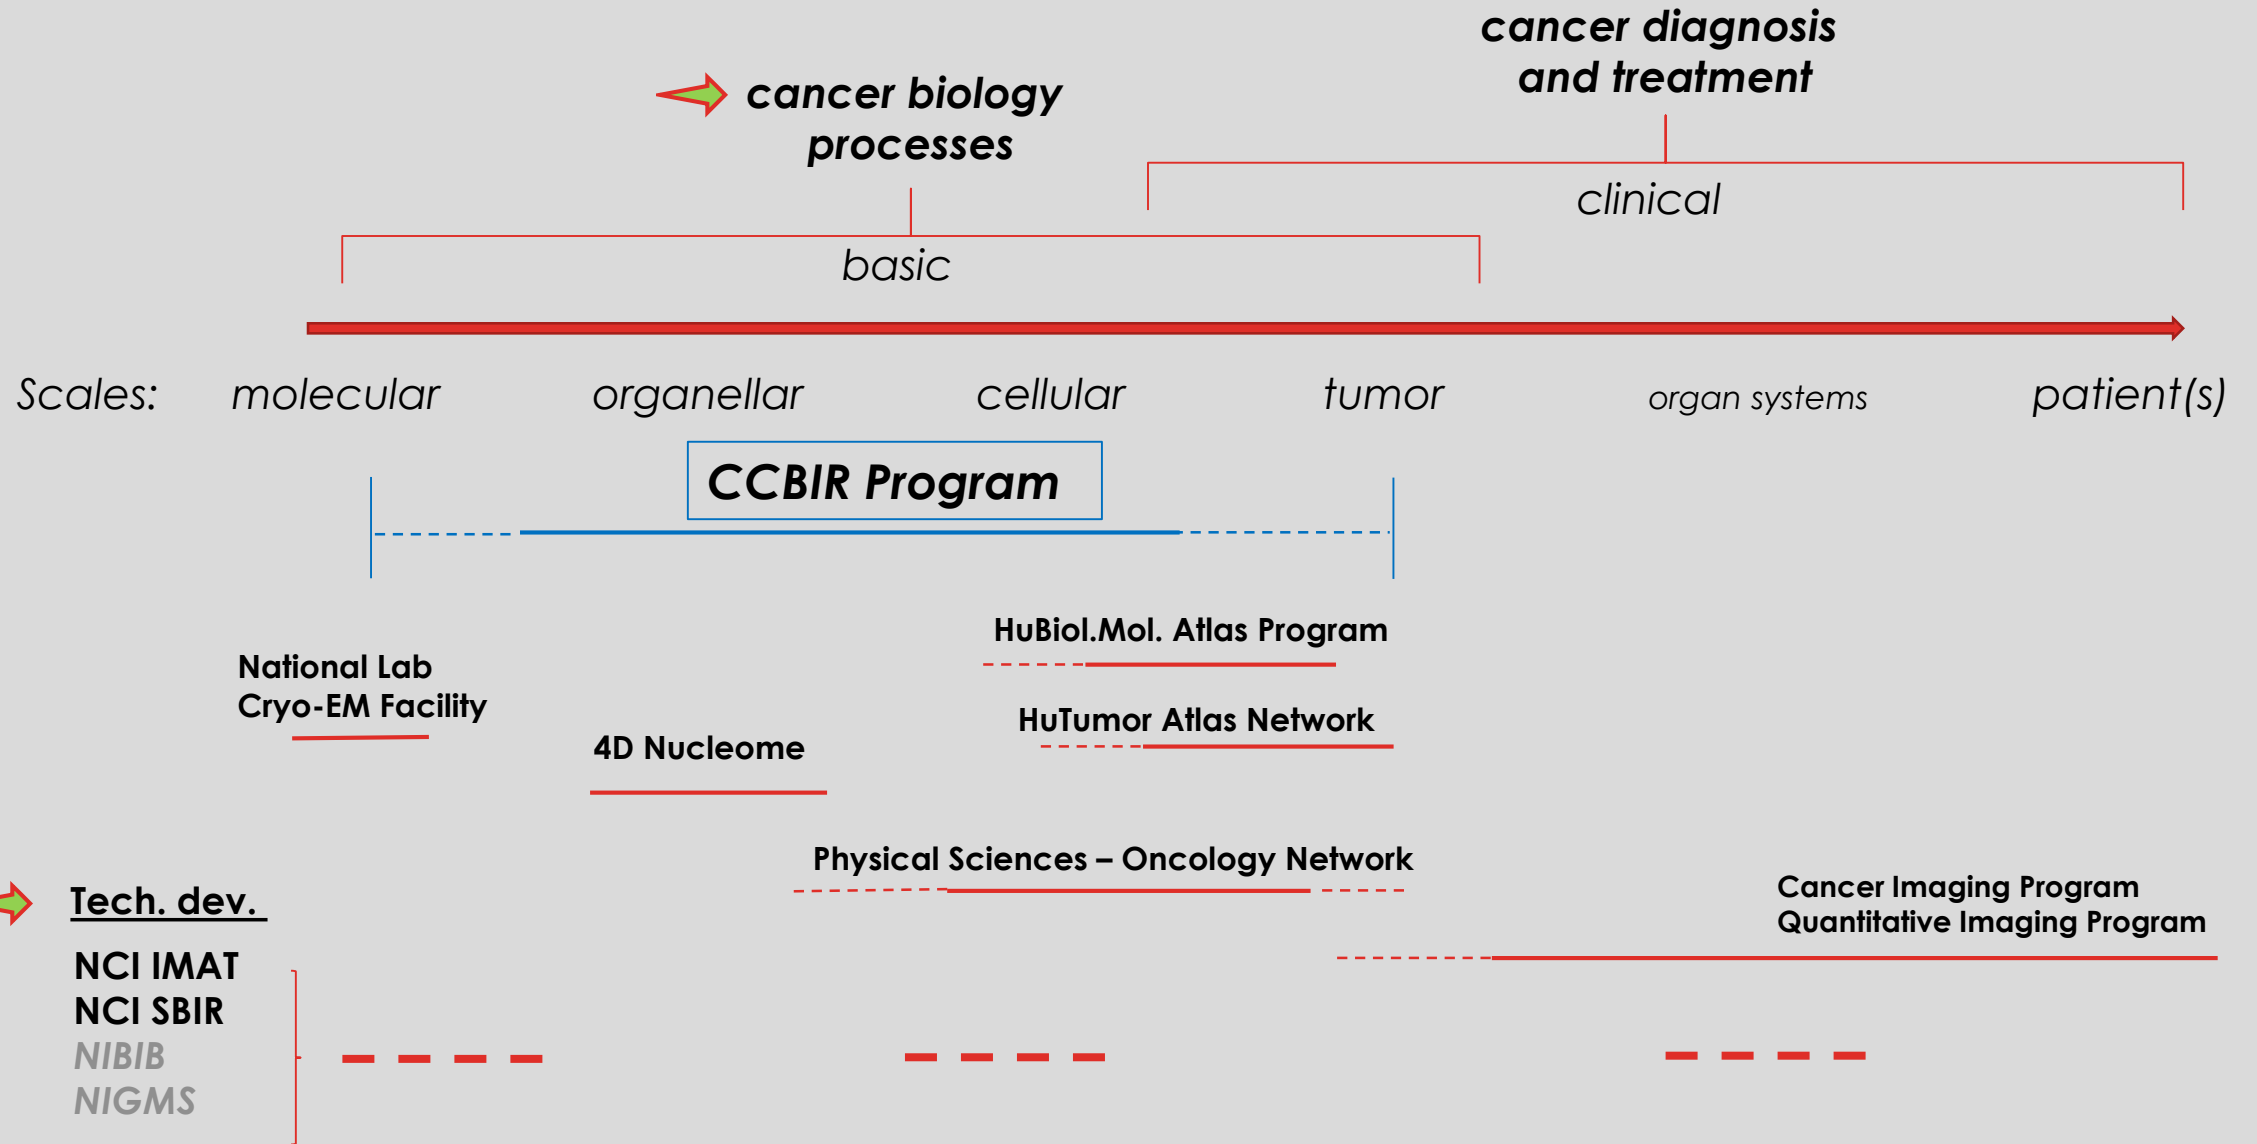 cancer diagnosis
and treatment
cancer biology
processes
clinical
basic
Scales: molecular organellar cellular tumor organ systems patient(s)
CCBIR Program
HuBiol.Mol. Atlas Program
National Lab
Cryo-EM Facility
HuTumor Atlas Network
4D Nucleome
Physical Sciences – Oncology Network
Cancer Imaging Program
Quantitative Imaging Program
Tech. dev.
NCI IMAT
NCI SBIR
NIBIB
NIGMS